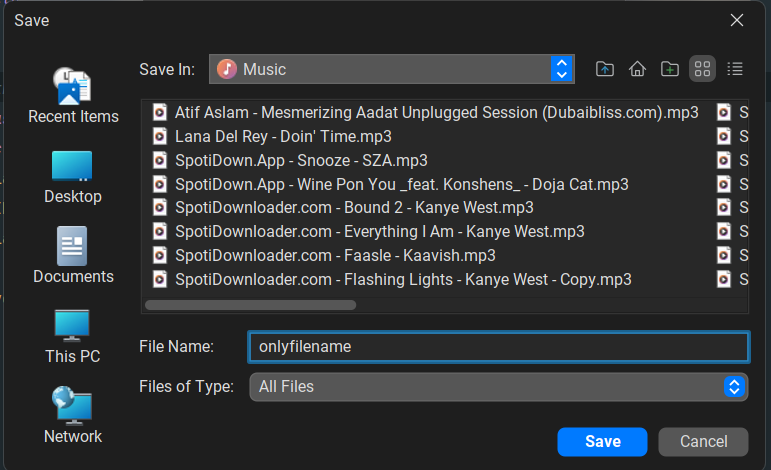 Save
Save In:
Music
Recent Items
Desktop
Documents
This PC
Network
Atif Aslam - Mesmerizing Aadat Unplugged Session (Dubaibliss.com).mp3
Lana Del Rey - Doin' Time.mp3
SpotiDown.App - Snooze - SZA.mp3
SpotiDown.App - Wine Pon You _feat. Konshens_ - Doja Cat.mp3
SpotiDownloader.com - Bound 2 - Kanye West.mp3
SpotiDownloader.com - Everything I Am - Kanye West.mp3
SpotiDownloader.com - Faasle - Kaavish.mp3
SpotiDownloader.com - Flashing Lights - Kanye West - Copy.mp3
S
S
S
S
S
S
S
S
File Name:
onlyfilename
Files of Type:
All Files
Save
Cancel